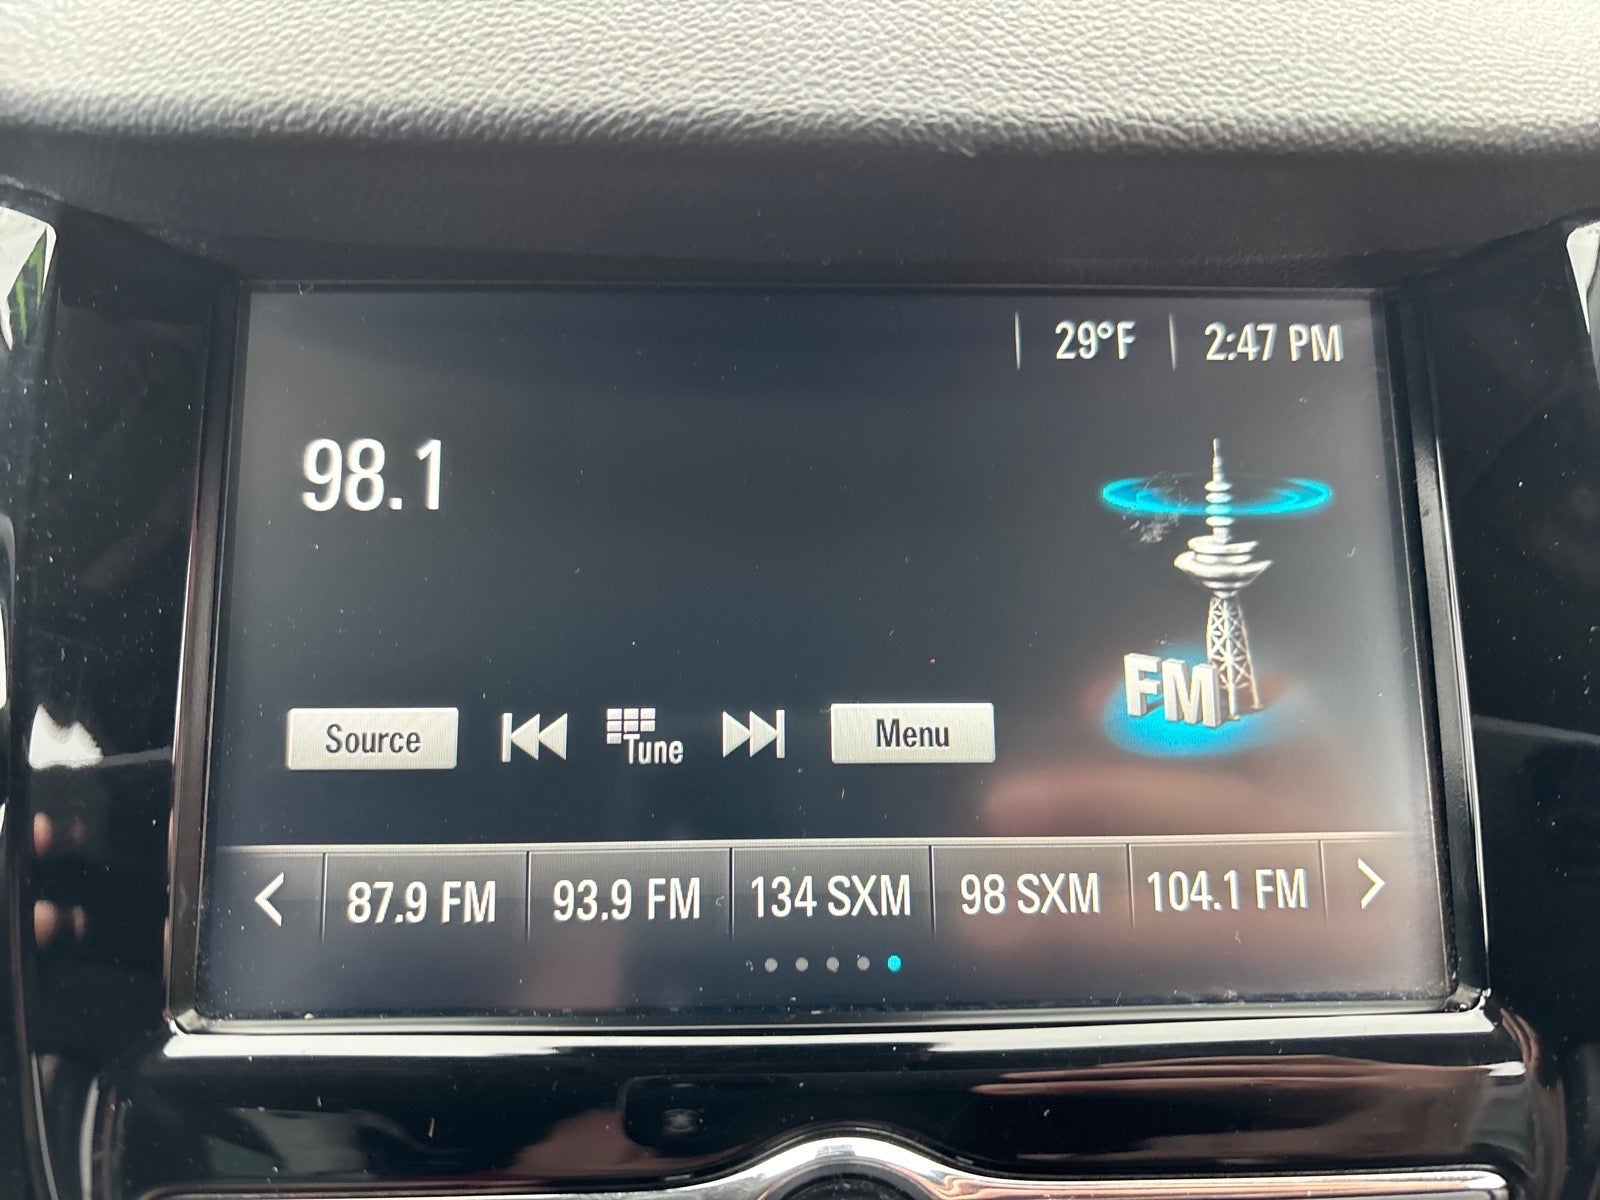 29°F 2:47 PM
98.1
FM
Source Tune Menu
87.9 FM 93.9 FM 134 SXM 98 SXM 104.1 FM